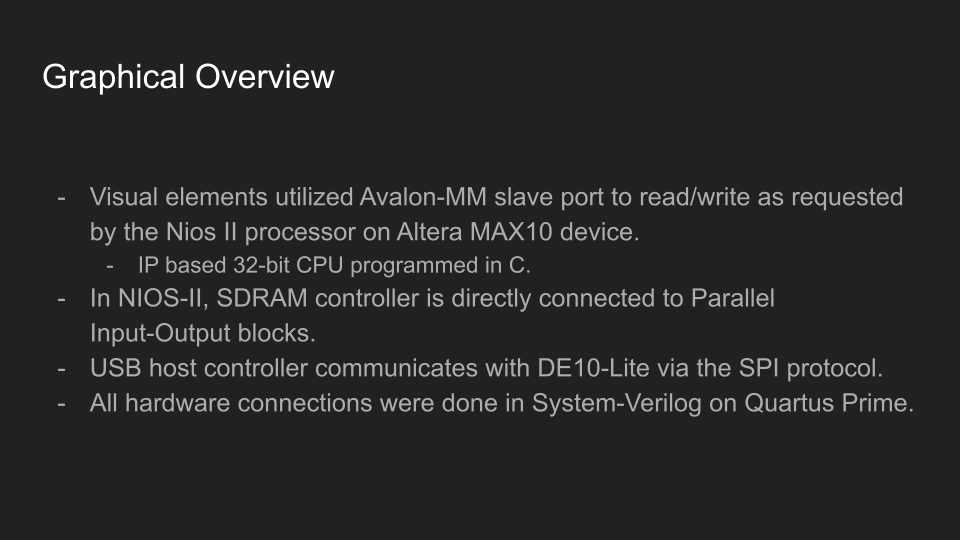 Graphical Overview
- Visual elements utilized Avalon-MM slave port to read/write as requested
by the Nios II processor on Altera MAX10 device.
- IP based 32-bit CPU programmed in C.
- In NIOS-II, SDRAM controller is directly connected to Parallel
Input-Output blocks.
- USB host controller communicates with DE10-Lite via the SPI protocol.
- All hardware connections were done in System-Verilog on Quartus Prime.